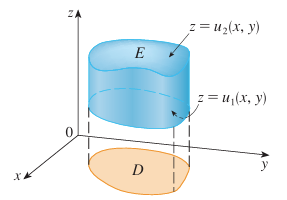 z
z = u₂(x, y)
E
z = u₁(x, y)
0
D
x
y